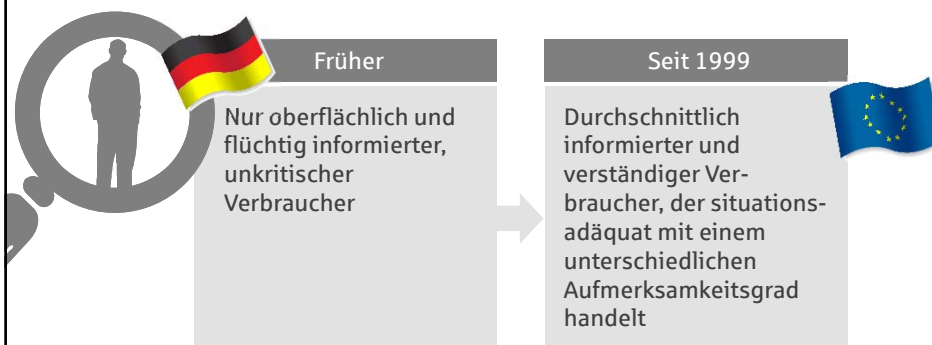 Früher
Nur oberflächlich und
flüchtig informierter,
unkritischer
Verbraucher
Seit 1999
Durchschnittlich
informierter und
verständiger Ver-
braucher, der situations-
adäquat mit einem
unterschiedlichen
Aufmerksamkeitsgrad
handelt